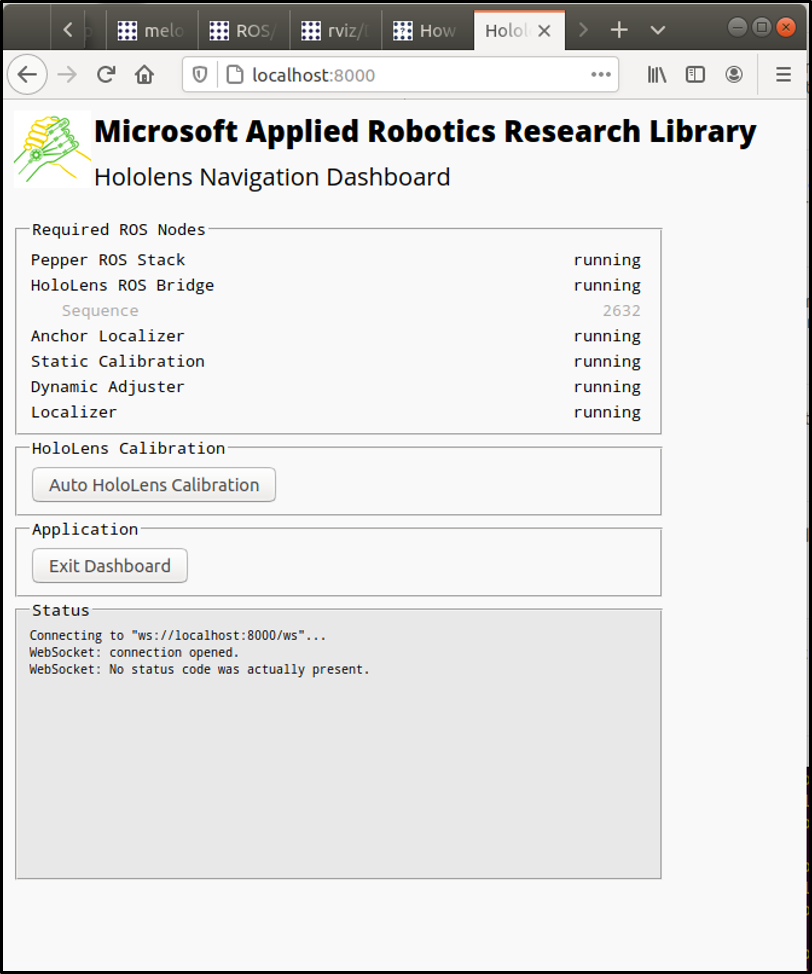 melo
ROS/
rviz/
How
Holol
localhost:8000
Microsoft Applied Robotics Research Library
Hololens Navigation Dashboard
Required ROS Nodes
Pepper ROS Stack running
HoloLens ROS Bridge running
Sequence 2632
Anchor Localizer running
Static Calibration running
Dynamic Adjuster running
Localizer running
HoloLens Calibration
Auto HoloLens Calibration
Application
Exit Dashboard
Status
Connecting to "ws://localhost:8000/ws"...
WebSocket: connection opened.
WebSocket: No status code was actually present.